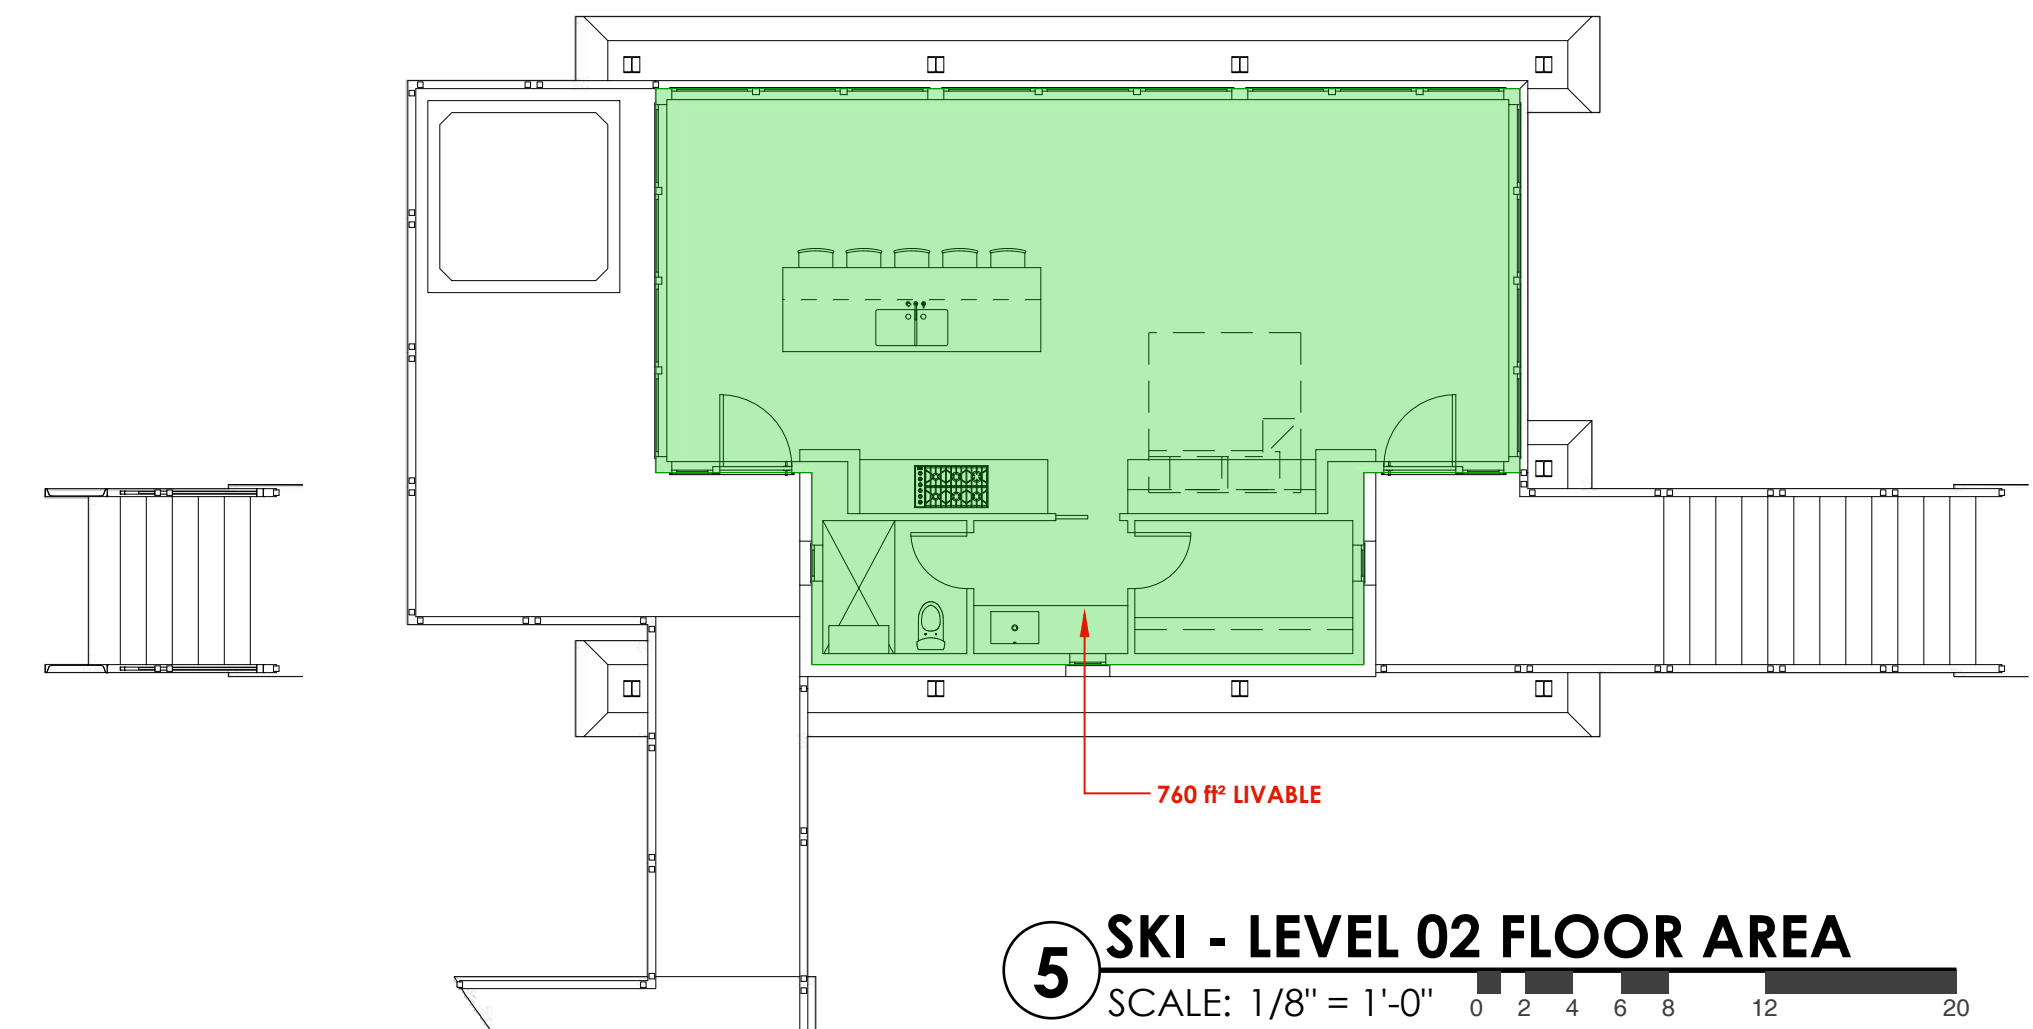 760 ft² LIVABLE
5
SKI - LEVEL 02 FLOOR AREA
SCALE: 1/8" = 1'-0"
0 2 4 6 8 12 20